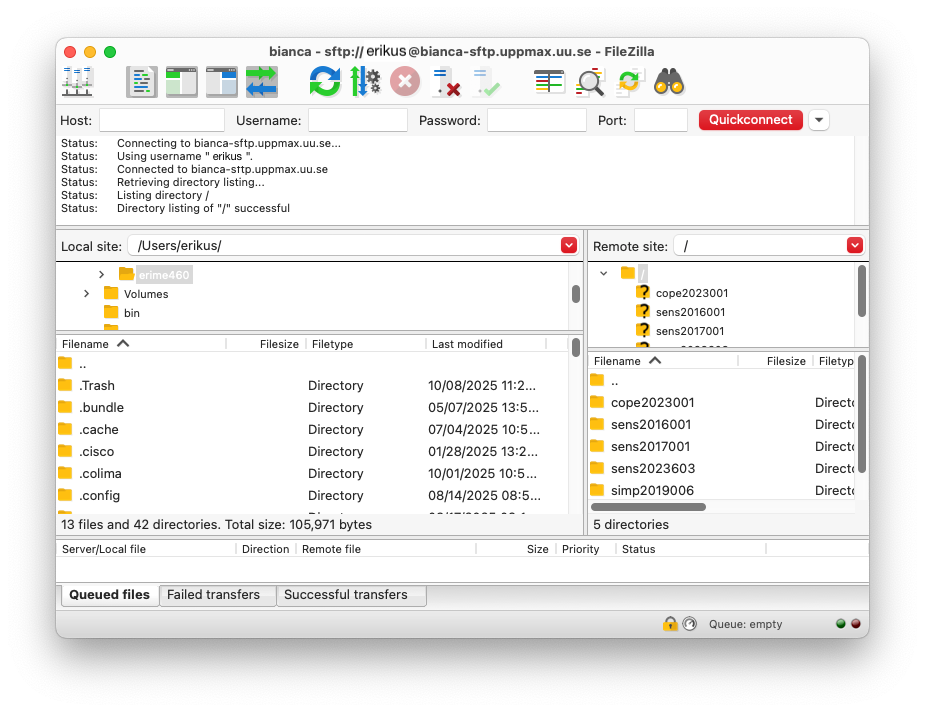 bianca - sftp://erikus@bianca-sftp.uppmax.uu.se - FileZilla
Host: Username: Password: Port: Quickconnect
Status: Connecting to bianca-sftp.uppmax.uu.se...
Status: Using username " erikus ".
Status: Connected to bianca-sftp.uppmax.uu.se
Status: Retrieving directory listing...
Status: Listing directory /
Status: Directory listing of "/" successful
Local site: /Users/erikus/
erime460
Volumes
bin
Filename Filesize Filetype Last modified
..
.Trash Directory 10/08/2025 11:2...
.bundle Directory 05/07/2025 13:5...
.cache Directory 07/04/2025 10:5...
.cisco Directory 01/28/2025 13:2...
.colima Directory 10/01/2025 10:5...
.config Directory 08/14/2025 08:5...
13 files and 42 directories. Total size: 105,971 bytes
Remote site: /
/
cope2023001
sens2016001
sens2017001
Filename Filesize Filetyp
..
cope2023001 Directo
sens2016001 Directo
sens2017001 Directo
sens2023603 Directo
simp2019006 Directo
5 directories
Server/Local file Direction Remote file Size Priority Status
Queued files Failed transfers Successful transfers
Queue: empty